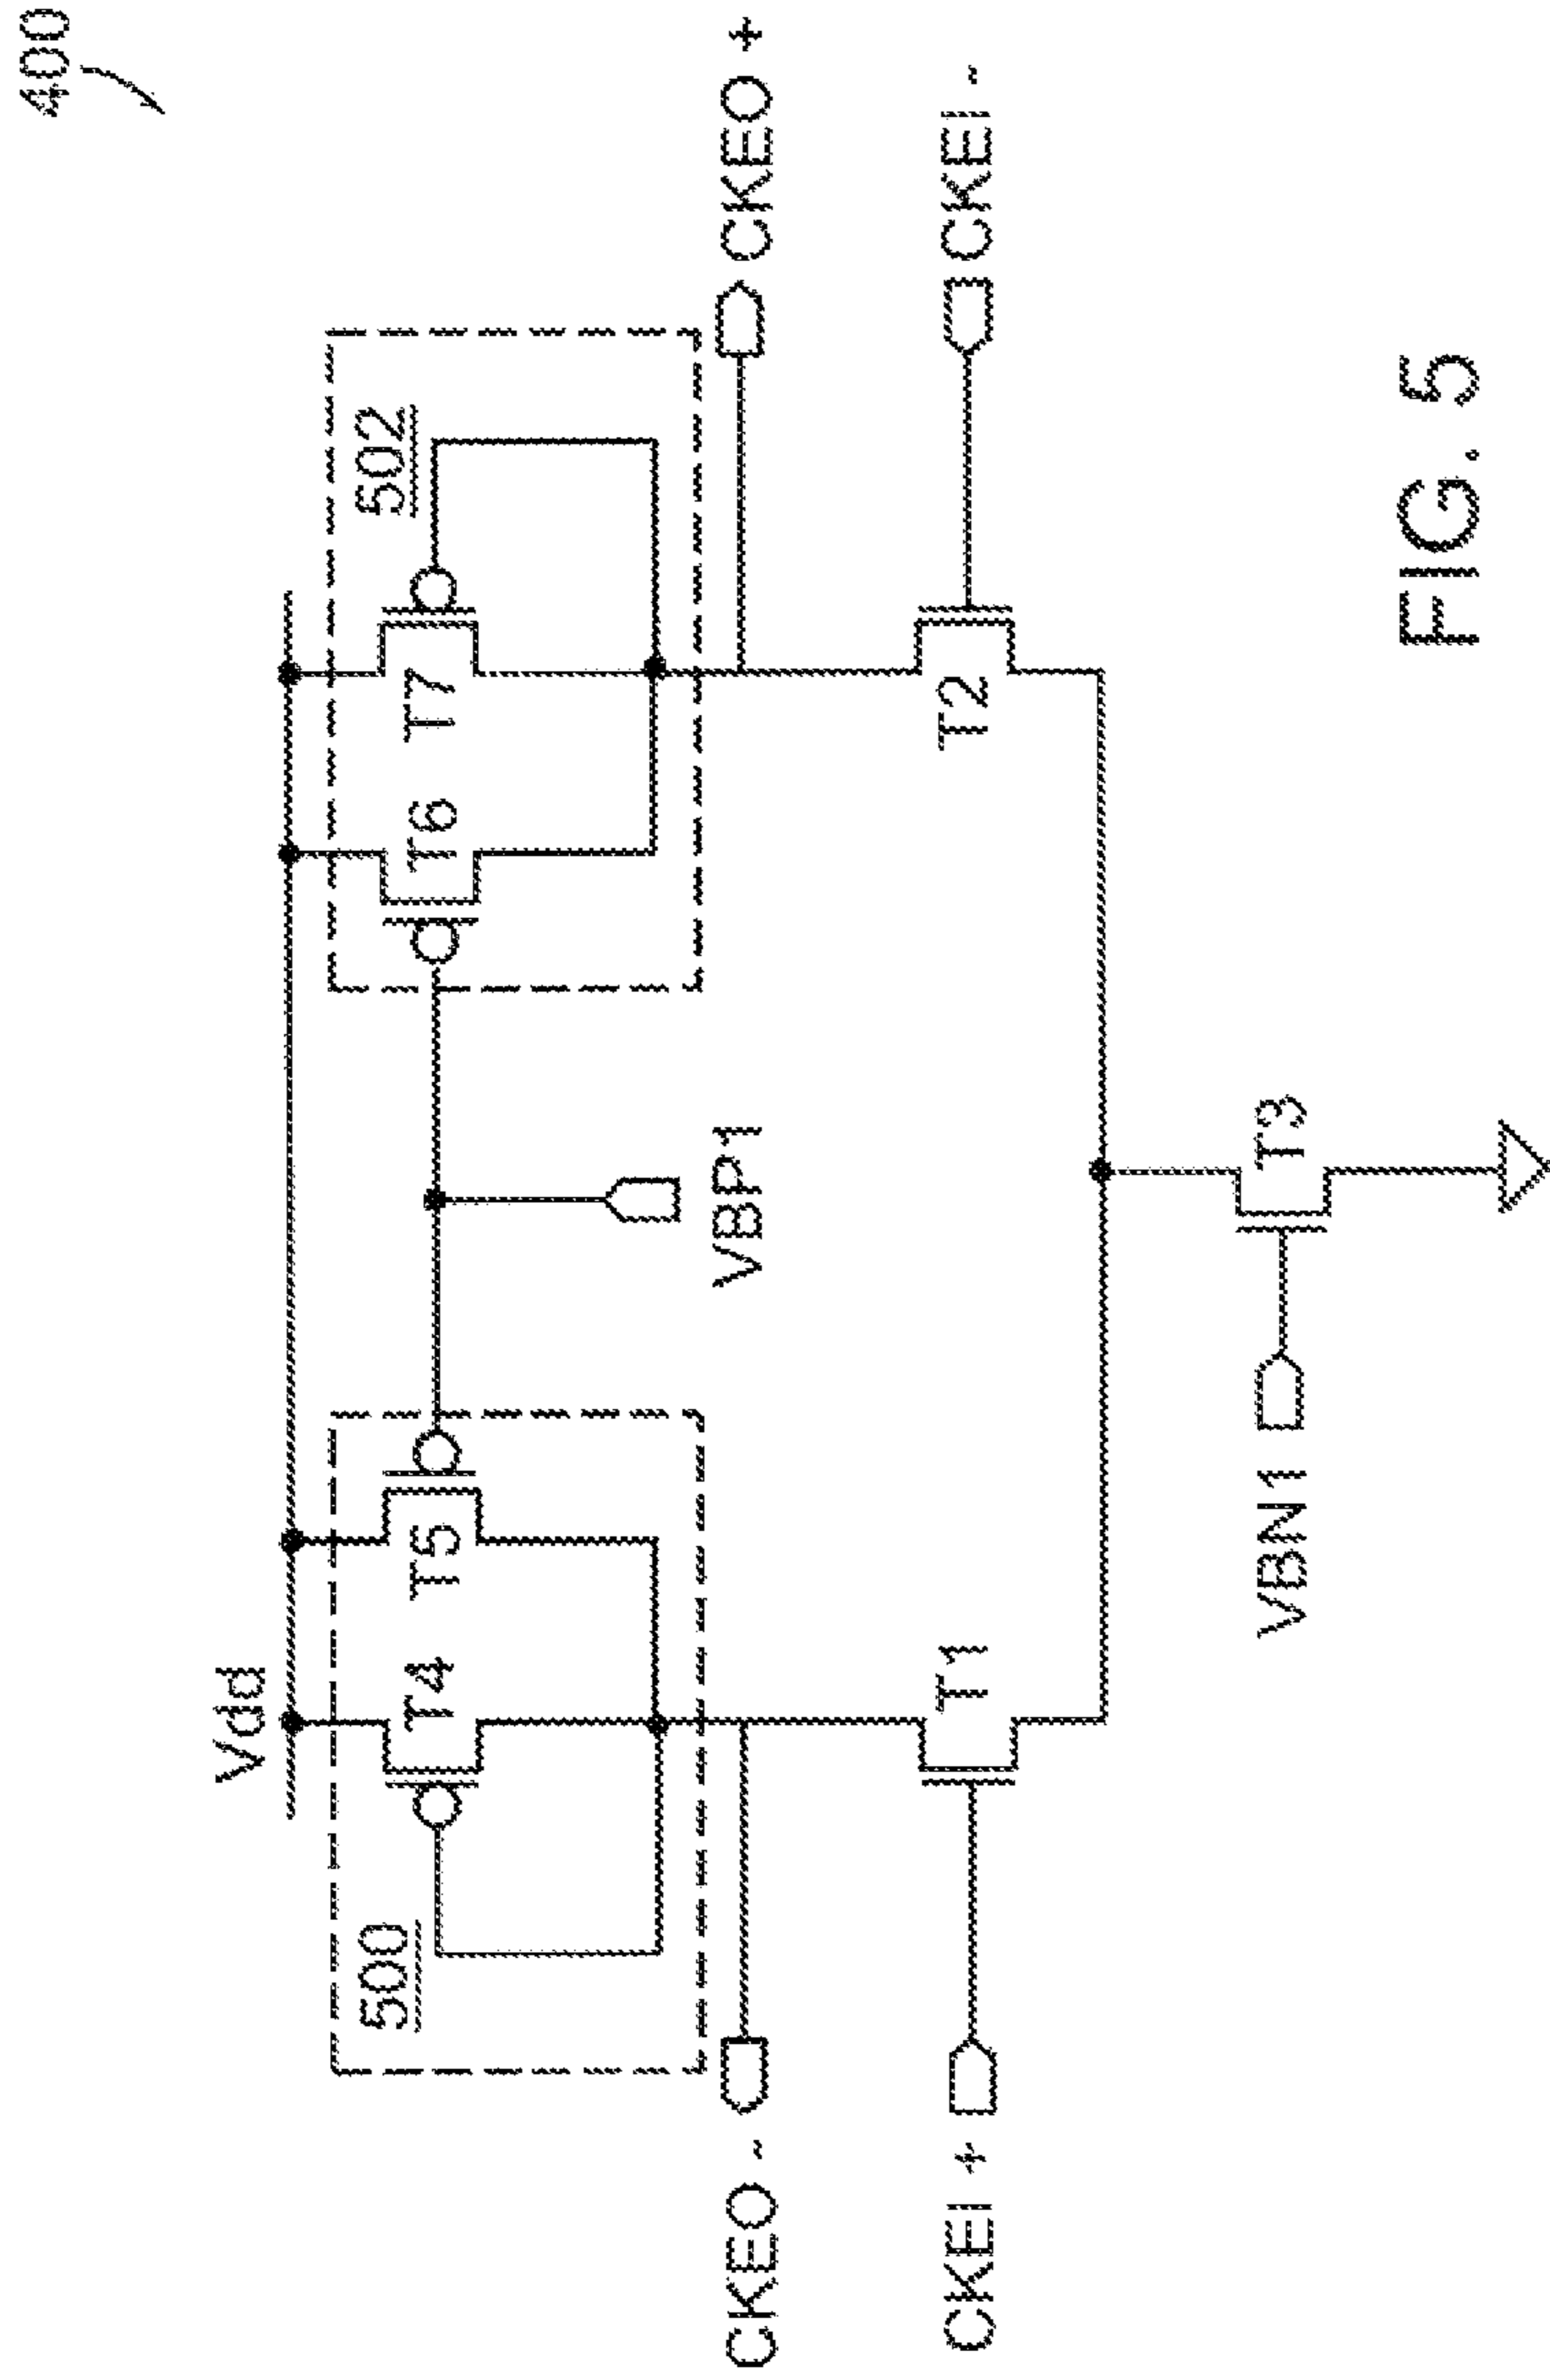 400
Vdd
500
T4
T5
T6
T7
502
VBP1
CKEO -
CKEO +
CKEI +
T1
T2
CKEI -
VBN1
T3
FIG. 5